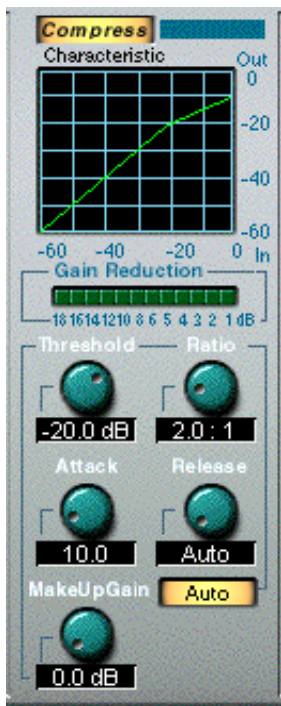 Compress
Characteristic Out
0
-20
-40
-60
-60 -40 -20 0 In
Gain Reduction
18 16 14 12 10 8 6 5 4 3 2 1 dB
Threshold Ratio
-20.0 dB 2.0 : 1
Attack Release
10.0 Auto
MakeUpGain Auto
0.0 dB